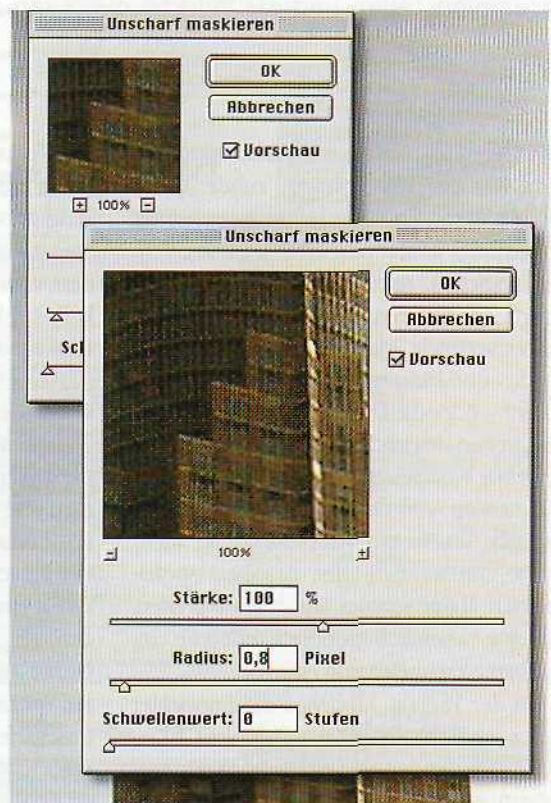 Unscharf maskieren
OK
Abbrechen
Vorschau
100%
Unscharf maskieren
OK
Abbrechen
Vorschau
100%
Stärke: 100 %
Radius: 0,8 Pixel
Schwellenwert: 0 Stufen